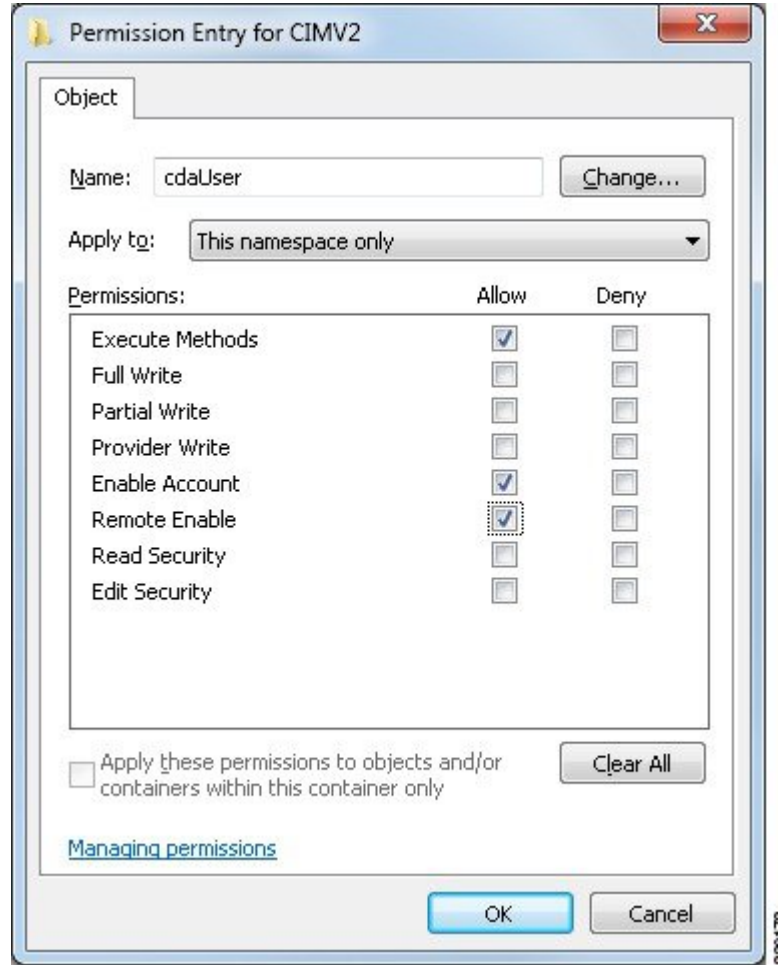 Permission Entry for CIMV2
Object
Name: cdaUser Change...
Apply to: This namespace only
Permissions: Allow Deny
Execute Methods
Full Write
Partial Write
Provider Write
Enable Account
Remote Enable
Read Security
Edit Security
Apply these permissions to objects and/or
containers within this container only
Clear All
Managing permissions
OK Cancel